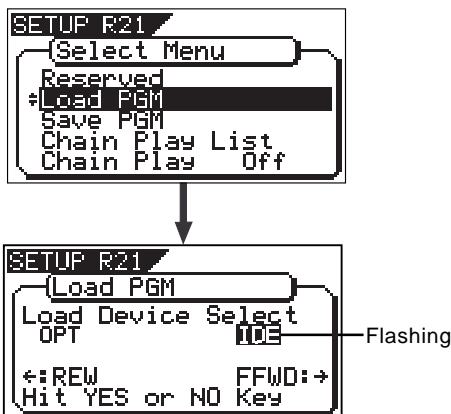 SETUP R21
Select Menu
Reserved
Load PGM
Save PGM
Chain Play List
Chain Play Off
SETUP R21
Load PGM
Load Device Select
OPT IDE Flashing
←:REW FFWD:→
Hit YES or NO Key